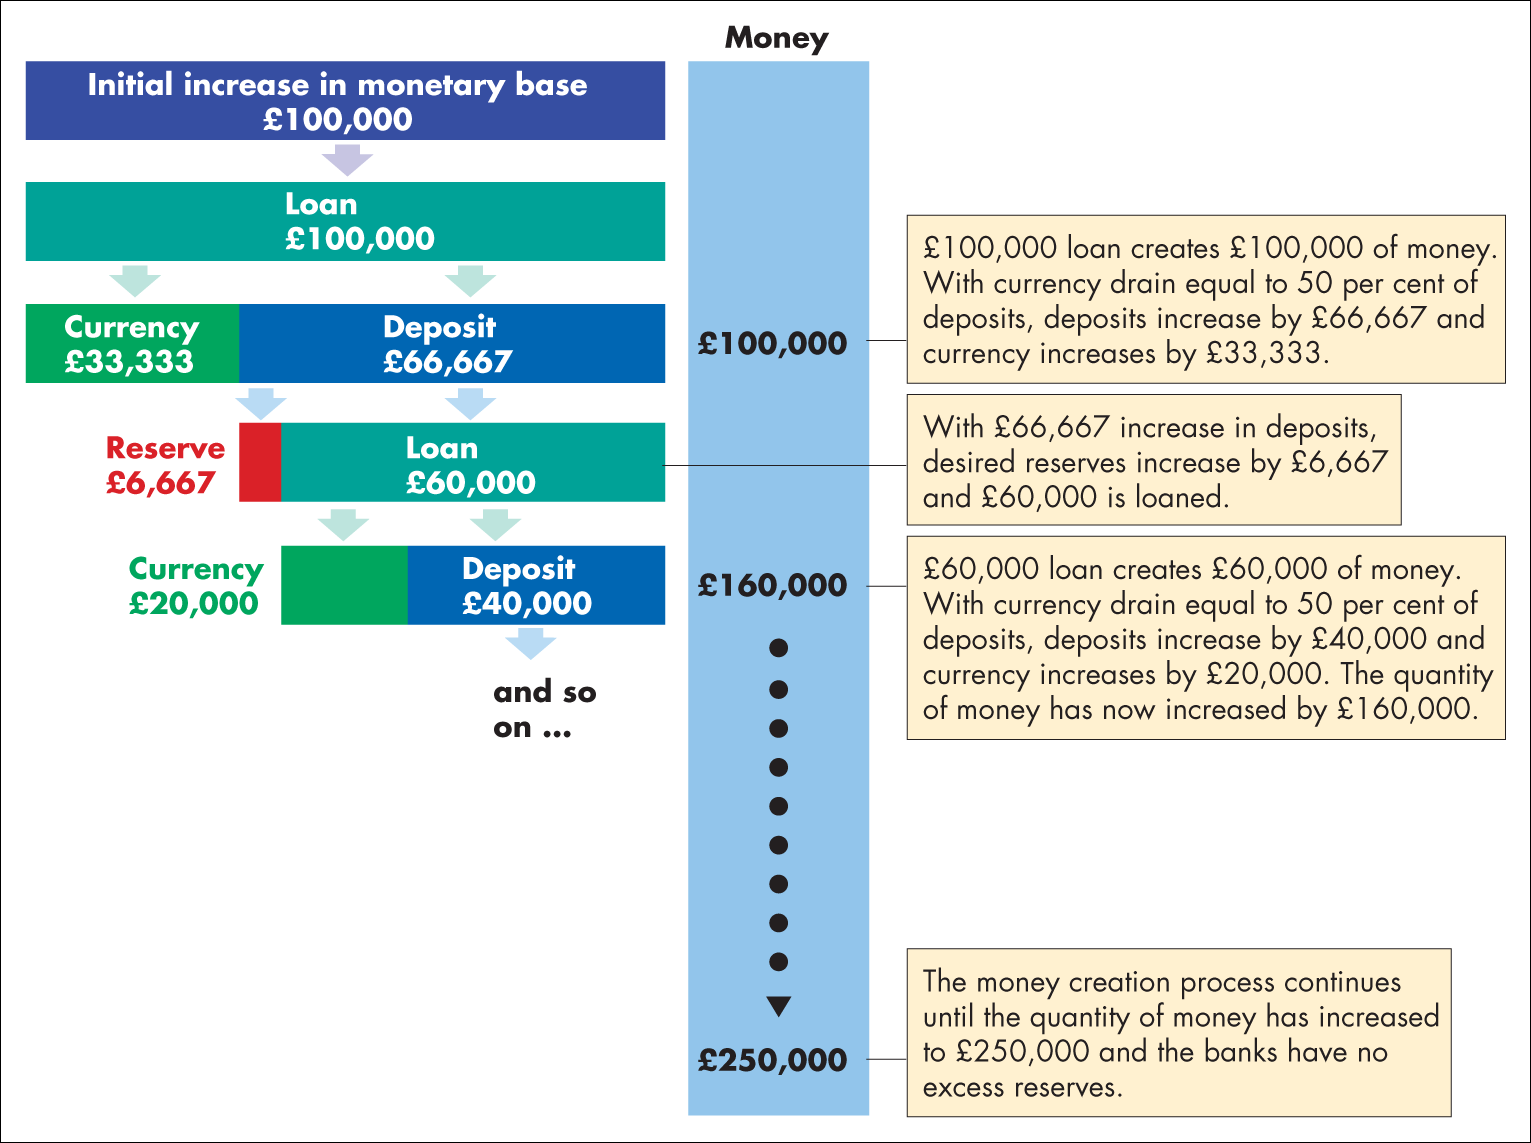 Money
Initial increase in monetary base
£100,000
Loan
£100,000
Currency
£33,333
Deposit
£66,667
£100,000
£100,000 loan creates £100,000 of money.
With currency drain equal to 50 per cent of
deposits, deposits increase by £66,667 and
currency increases by £33,333.
Reserve
£6,667
Loan
£60,000
With £66,667 increase in deposits,
desired reserves increase by £6,667
and £60,000 is loaned.
Currency
£20,000
Deposit
£40,000
£160,000
£60,000 loan creates £60,000 of money.
With currency drain equal to 50 per cent of
deposits, deposits increase by £40,000 and
currency increases by £20,000. The quantity
of money has now increased by £160,000.
and so
on ...
£250,000
The money creation process continues
until the quantity of money has increased
to £250,000 and the banks have no
excess reserves.